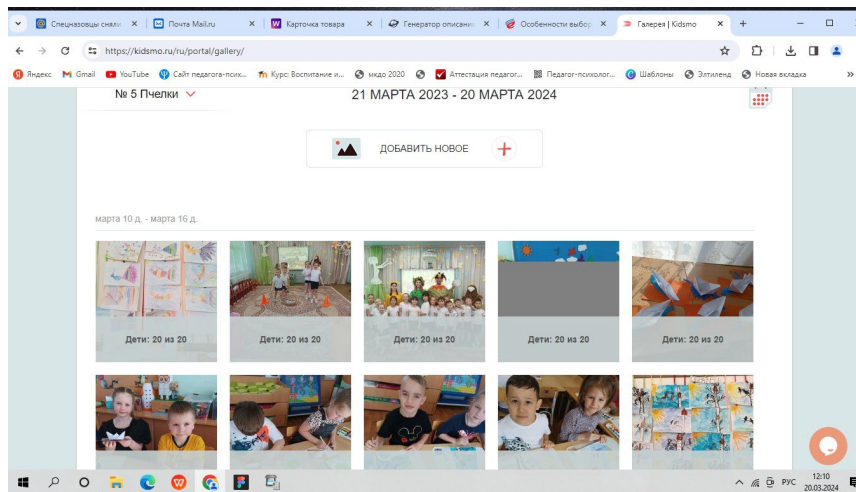 Спецназовцы сняли
Почта Mail.ru
Карточка товара
Генератор описани
Особенности выбор
Галерея | Kidsmo
https://kidsmo.ru/ru/portal/gallery/
Яндекс
Gmail
YouTube
Сайт педагога-псих...
Курс: Воспитание и...
мкдо 2020
Аттестация педагог...
Педагог-психолог...
Шаблоны
Элтиленд
Новая вкладка
№ 5 Пчелки
21 МАРТА 2023 - 20 МАРТА 2024
ДОБАВИТЬ НОВОЕ
марта 10 д. - марта 16 д.
Дети: 20 из 20
Дети: 20 из 20
Дети: 20 из 20
Дети: 20 из 20
Дети: 20 из 20
РУС
12:10
20.03.2024